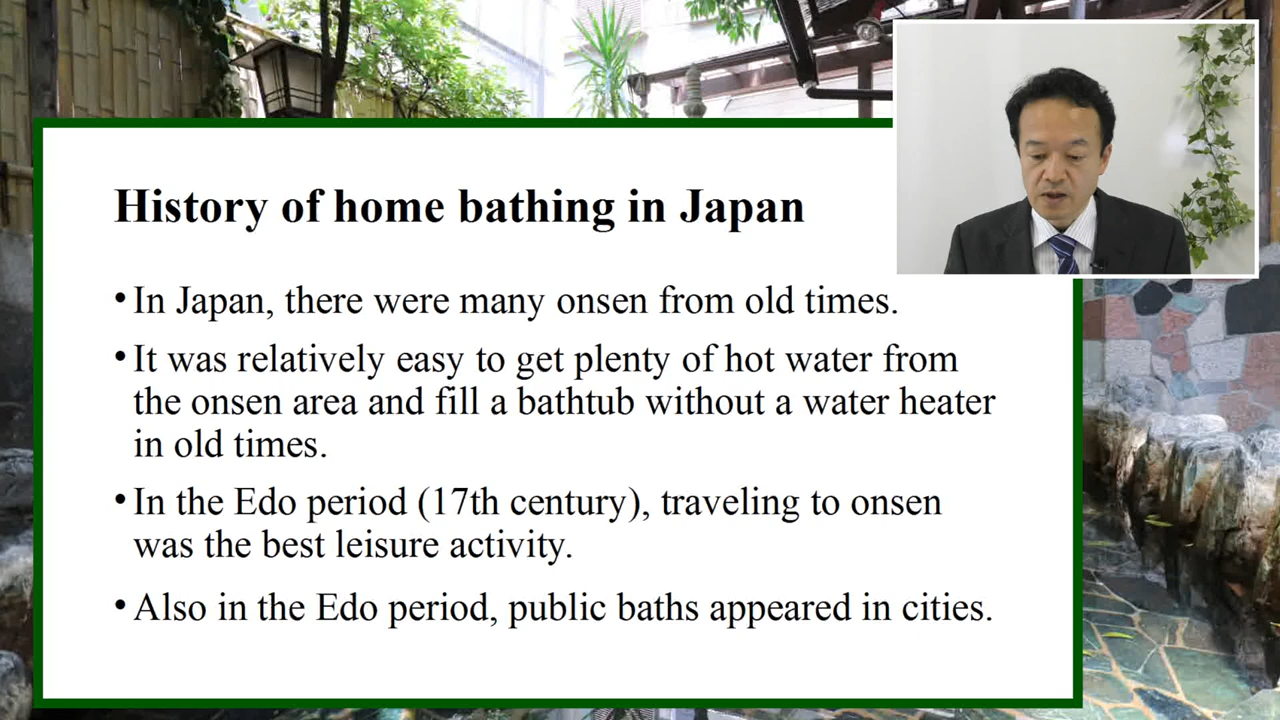 History of home bathing in Japan
•In Japan, there were many onsen from old times.
•It was relatively easy to get plenty of hot water from
the onsen area and fill a bathtub without a water heater
in old times.
•In the Edo period (17th century), traveling to onsen
was the best leisure activity.
•Also in the Edo period, public baths appeared in cities.